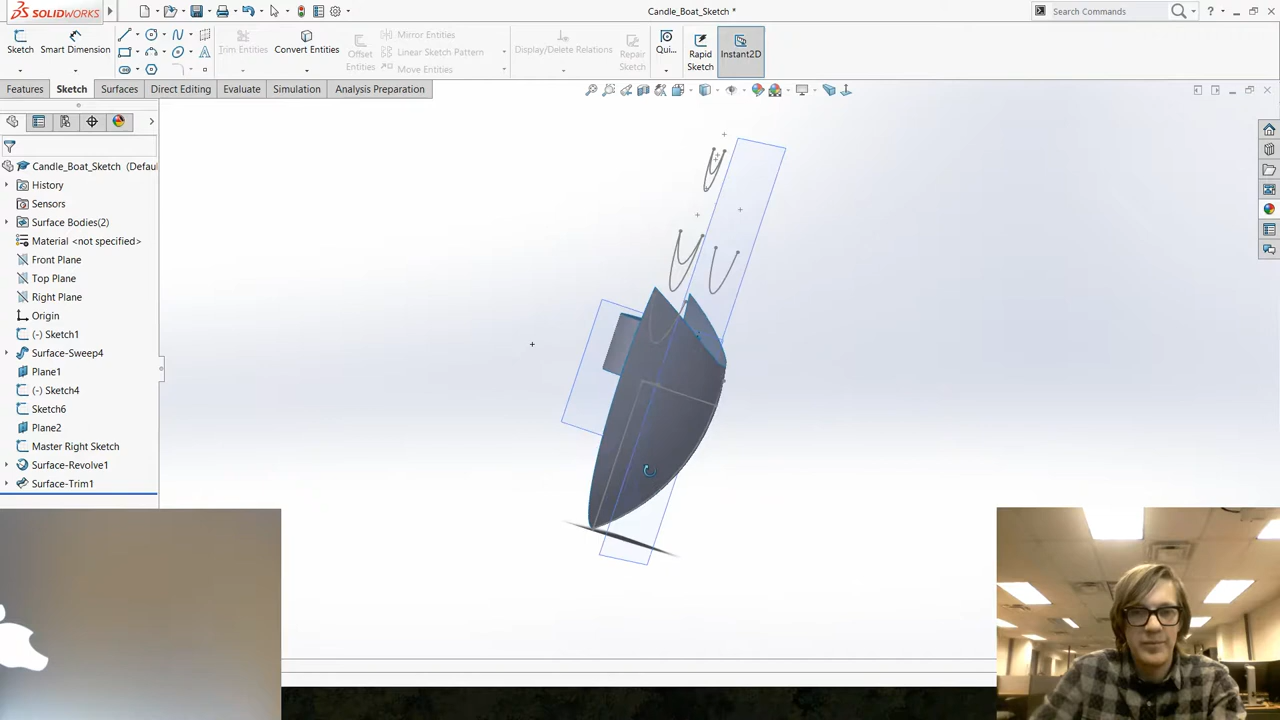 SOLIDWORKS
Candle_Boat_Sketch *
Search Commands
?
Sketch
Smart Dimension
Trim Entities
Convert Entities
Offset Entities
Mirror Entities
Linear Sketch Pattern
Move Entities
Display/Delete Relations
Repair Sketch
Qui...
Rapid Sketch
Instant2D
Features
Sketch
Surfaces
Direct Editing
Evaluate
Simulation
Analysis Preparation
Candle_Boat_Sketch (Defau
History
Sensors
Surface Bodies(2)
Material <not specified>
Front Plane
Top Plane
Right Plane
Origin
(-) Sketch1
Surface-Sweep4
Plane1
(-) Sketch4
Sketch6
Plane2
Master Right Sketch
Surface-Revolve1
Surface-Trim1